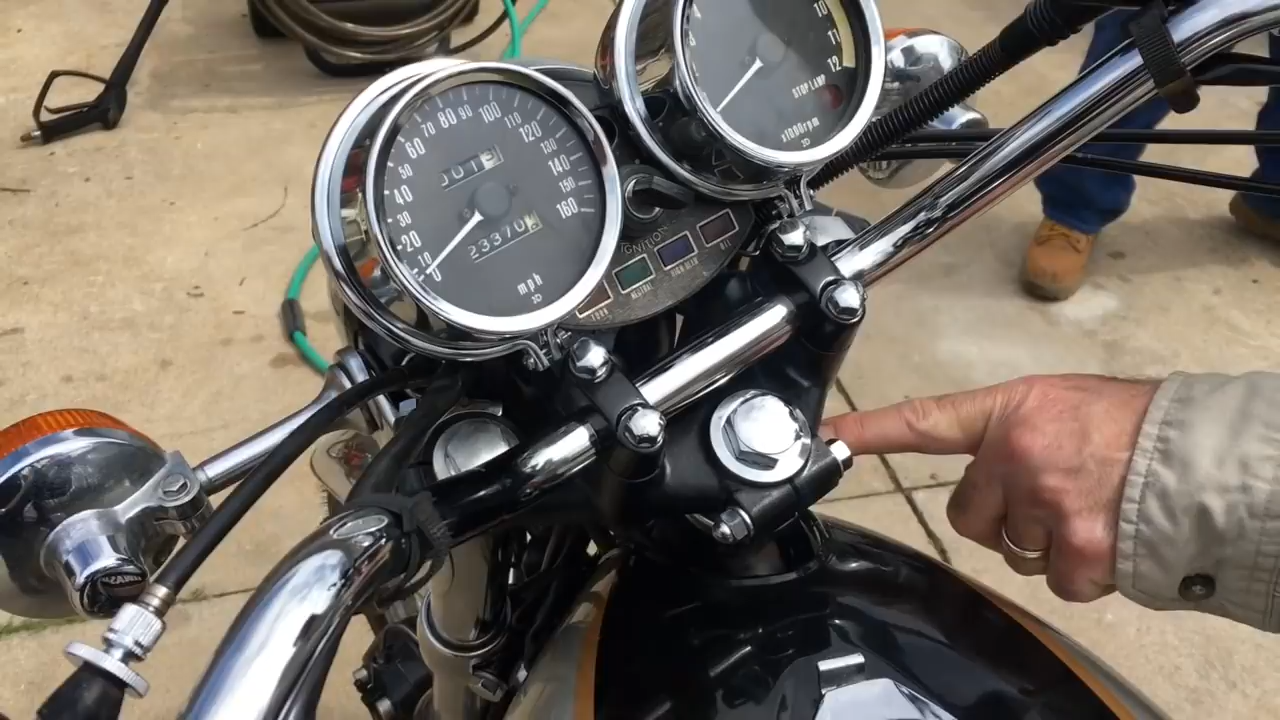 0
10
20
30
40
50
60
70
80
90
100
110
120
130
140
150
160
23370
mph
10
11
12
STOP LAMP
x1000rpm
IGNITION
TURN
NEUTRAL
HIGH BEAM
OIL